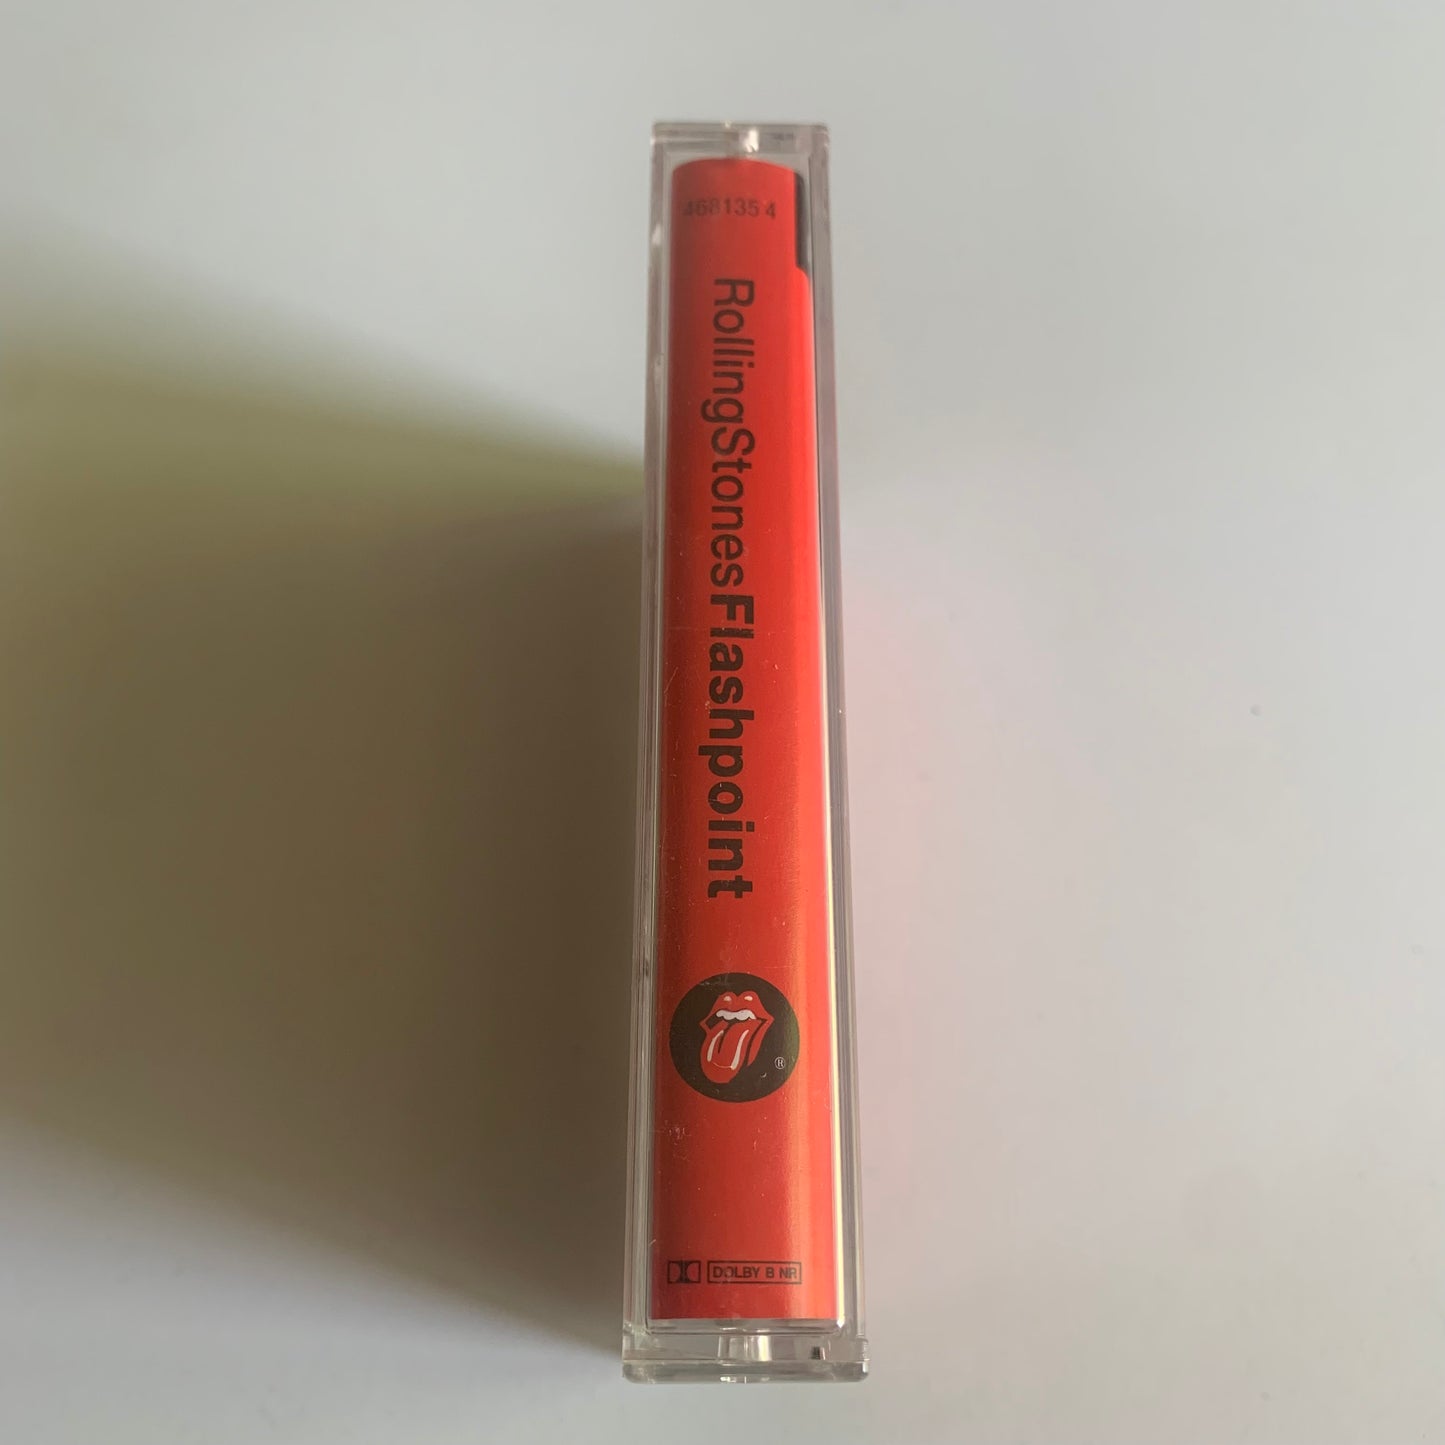 468135 4
RollingStonesFlashpoint
®
DOLBY B NR